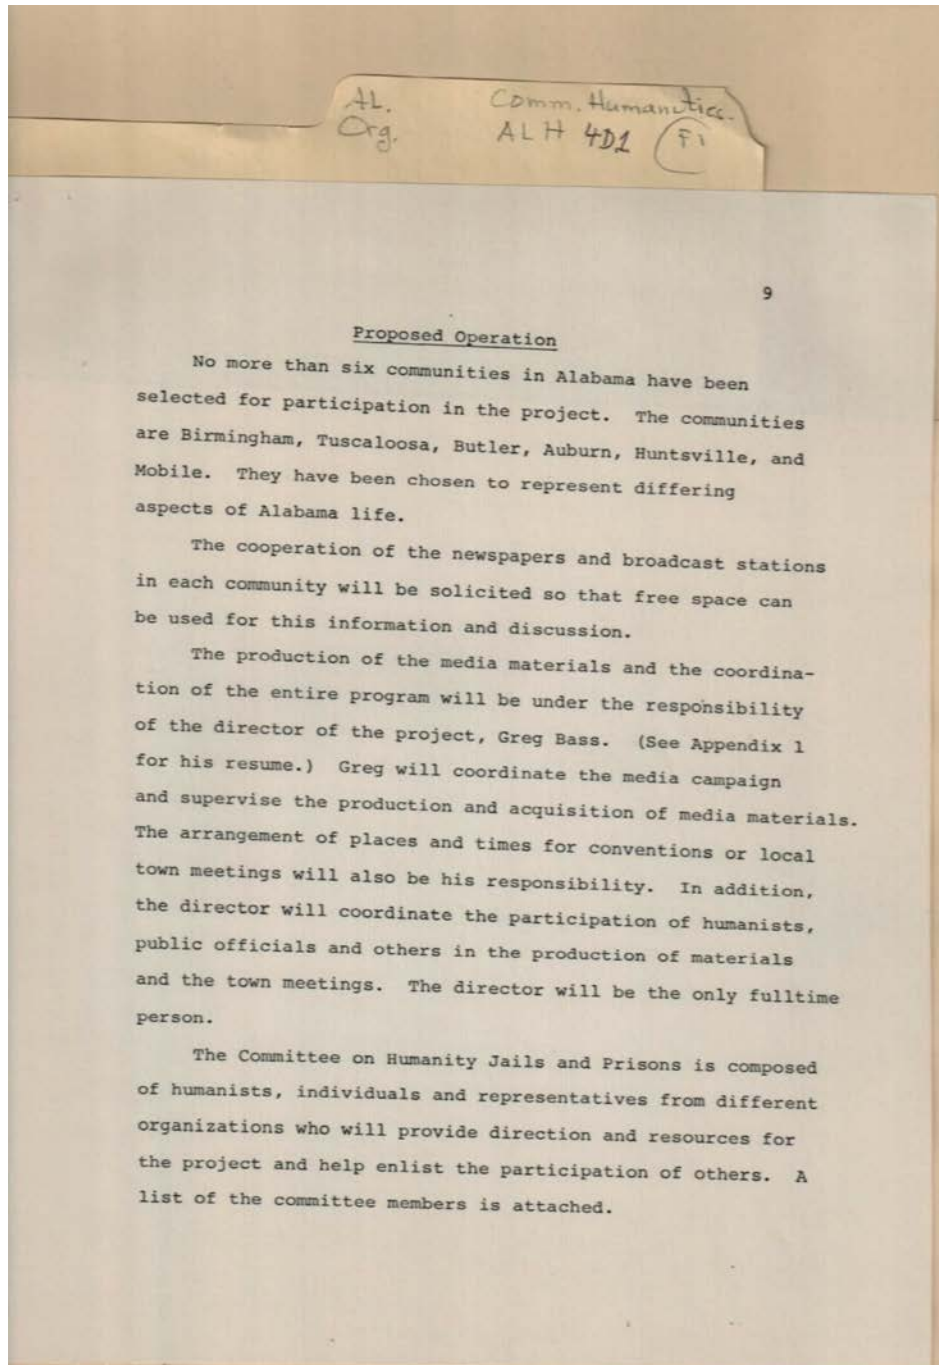 AL. Comm. Humanities.
Org. ALH 4D1 F1
9
Proposed Operation
No more than six communities in Alabama have been
selected for participation in the project. The communities
are Birmingham, Tuscaloosa, Butler, Auburn, Huntsville, and
Mobile. They have been chosen to represent differing
aspects of Alabama life.
The cooperation of the newspapers and broadcast stations
in each community will be solicited so that free space can
be used for this information and discussion.
The production of the media materials and the coordina-
tion of the entire program will be under the responsibility
of the director of the project, Greg Bass. (See Appendix 1
for his resume.) Greg will coordinate the media campaign
and supervise the production and acquisition of media materials.
The arrangement of places and times for conventions or local
town meetings will also be his responsibility. In addition,
the director will coordinate the participation of humanists,
public officials and others in the production of materials
and the town meetings. The director will be the only fulltime
person.
The Committee on Humanity Jails and Prisons is composed
of humanists, individuals and representatives from different
organizations who will provide direction and resources for
the project and help enlist the participation of others. A
list of the committee members is attached.